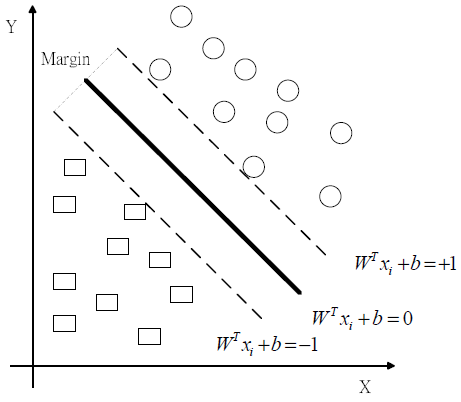 Y
Margin
W^T x_i + b = +1
W^T x_i + b = 0
W^T x_i + b = −1
X